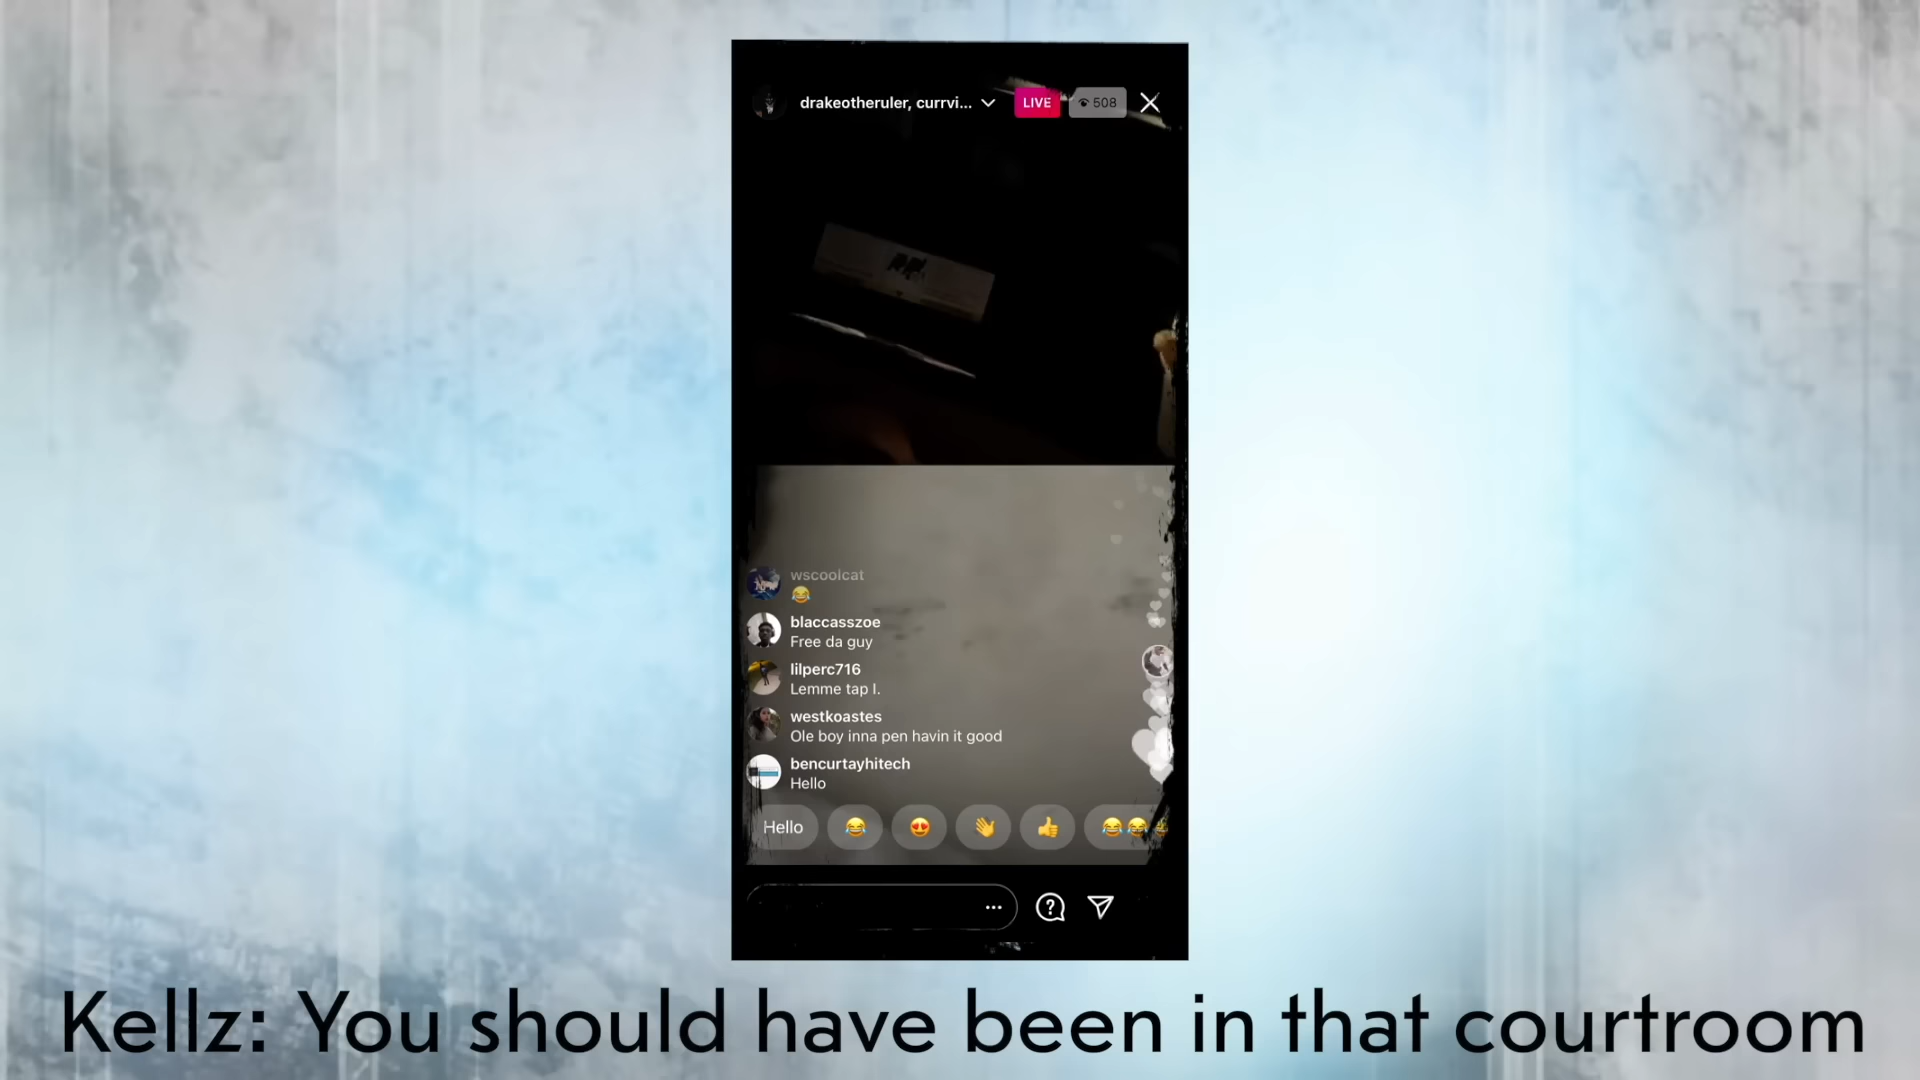 drakeotheruler, currvi...
LIVE
508
wscoolcat
😂
blaccasszoe
Free da guy
lilperc716
Lemme tap I.
westkoastes
Ole boy inna pen havin it good
bencurtayhitech
Hello
Hello 😂 😍 👋 👍 😂😂
Kellz: You should have been in that courtroom